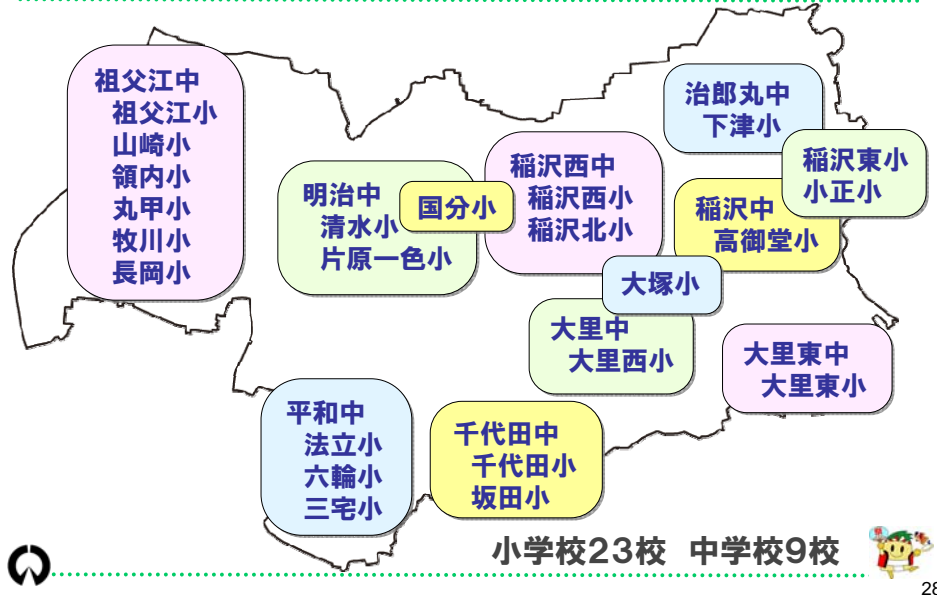 祖父江中
祖父江小
山崎小
領内小
丸甲小
牧川小
長岡小
明治中
清水小
片原一色小
国分小
稲沢西中
稲沢西小
稲沢北小
治郎丸中
下津小
稲沢東小
小正小
稲沢中
高御堂小
大塚小
大里中
大里西小
大里東中
大里東小
平和中
法立小
六輪小
三宅小
千代田中
千代田小
坂田小
小学校23校 中学校9校
28